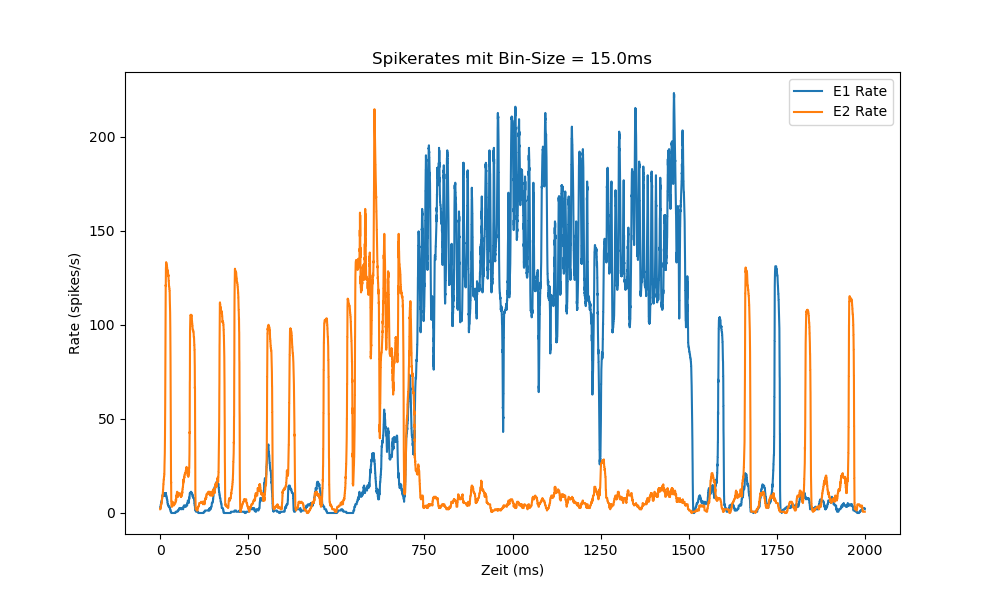 Spikerates mit Bin-Size = 15.0ms
E1 Rate
E2 Rate
200
150
100
50
0
Rate (spikes/s)
0 250 500 750 1000 1250 1500 1750 2000
Zeit (ms)